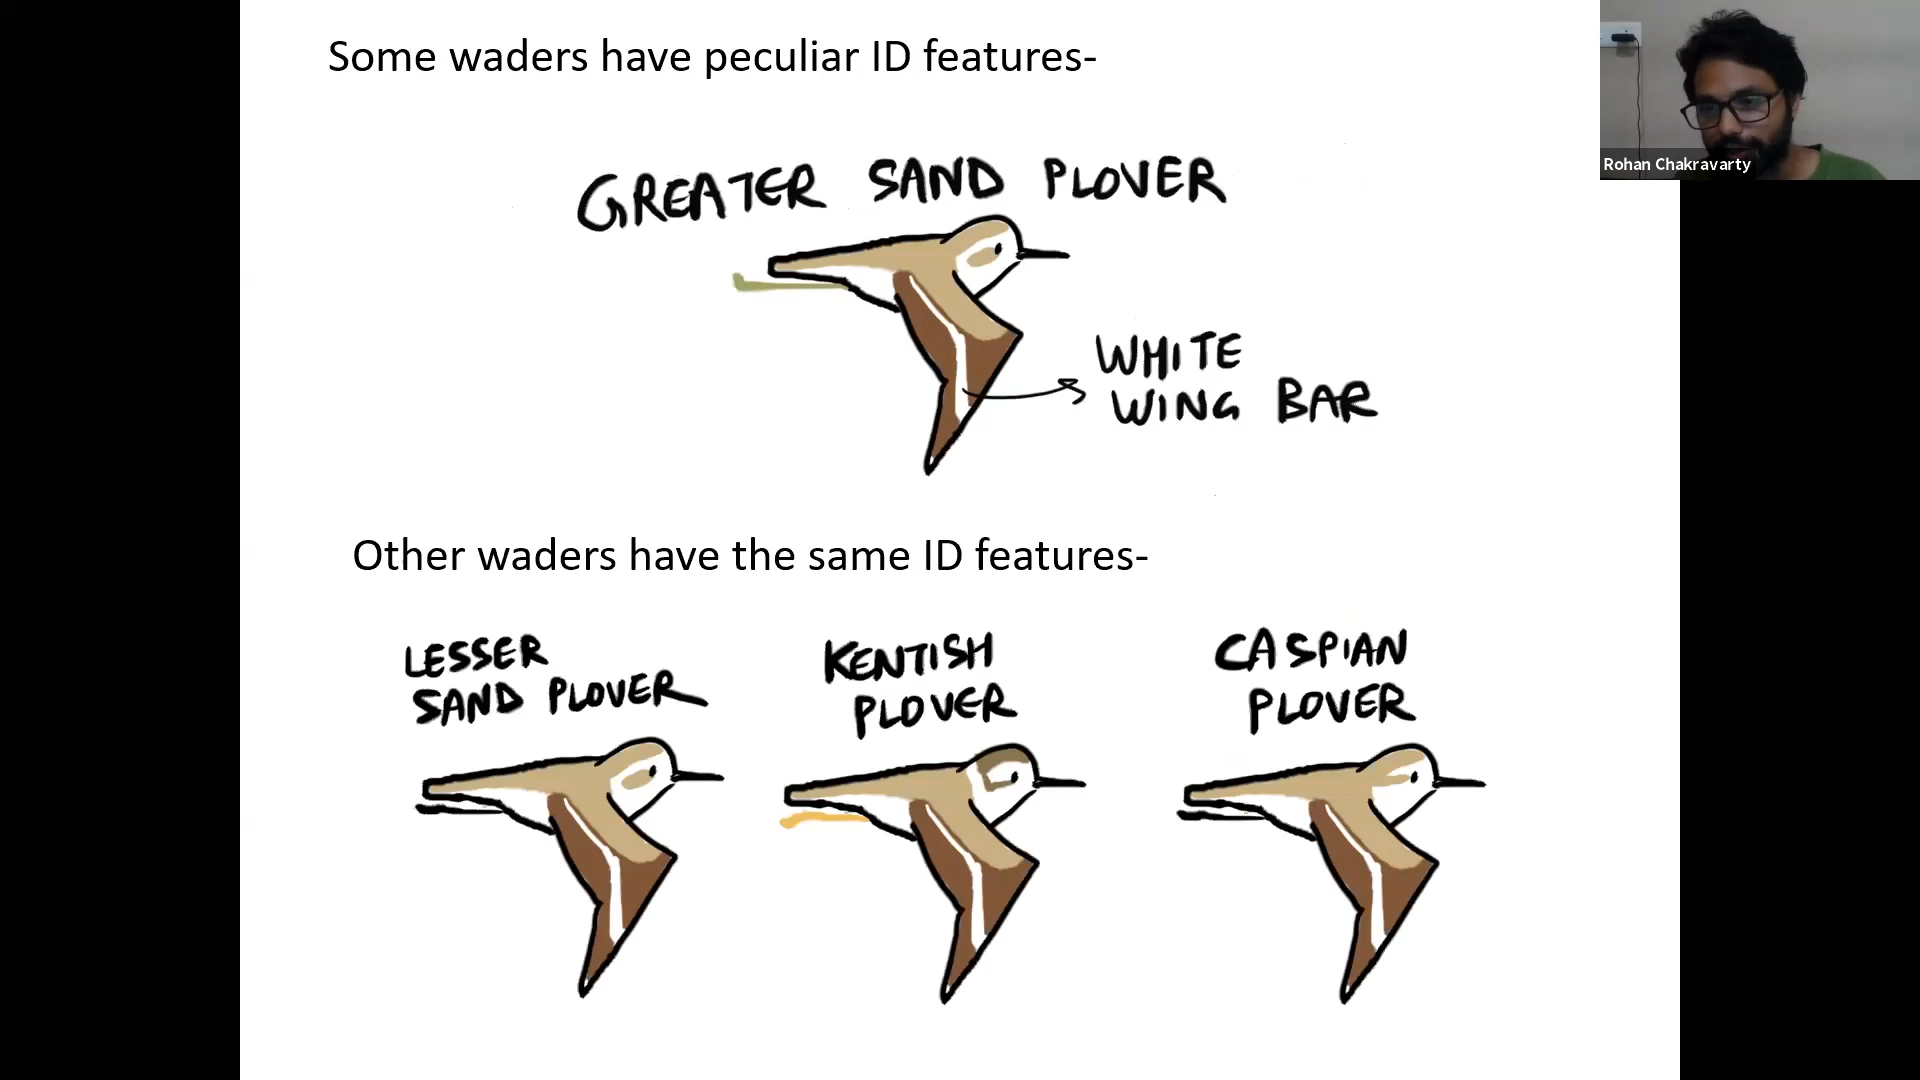 Some waders have peculiar ID features-
Rohan Chakravarty
GREATER SAND PLOVER
WHITE
WING BAR
Other waders have the same ID features-
LESSER
SAND PLOVER
KENTISH
PLOVER
CASPIAN
PLOVER